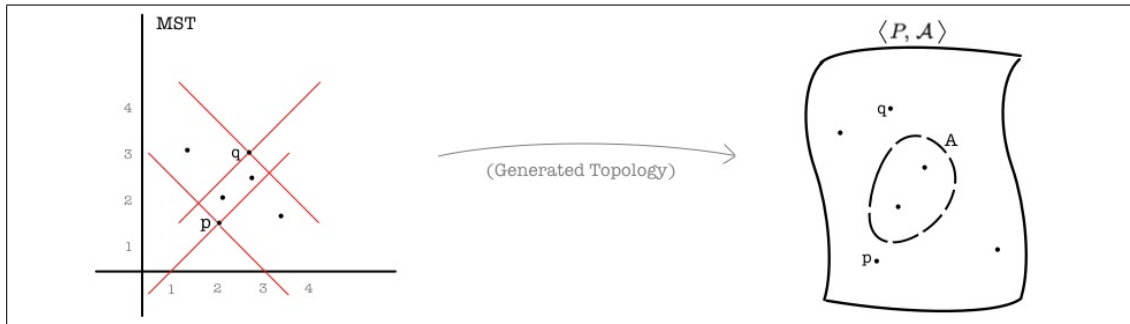 MST
4
3
2
1
1 2 3 4
q
p
(Generated Topology)
⟨P, 𝒜⟩
q
A
p